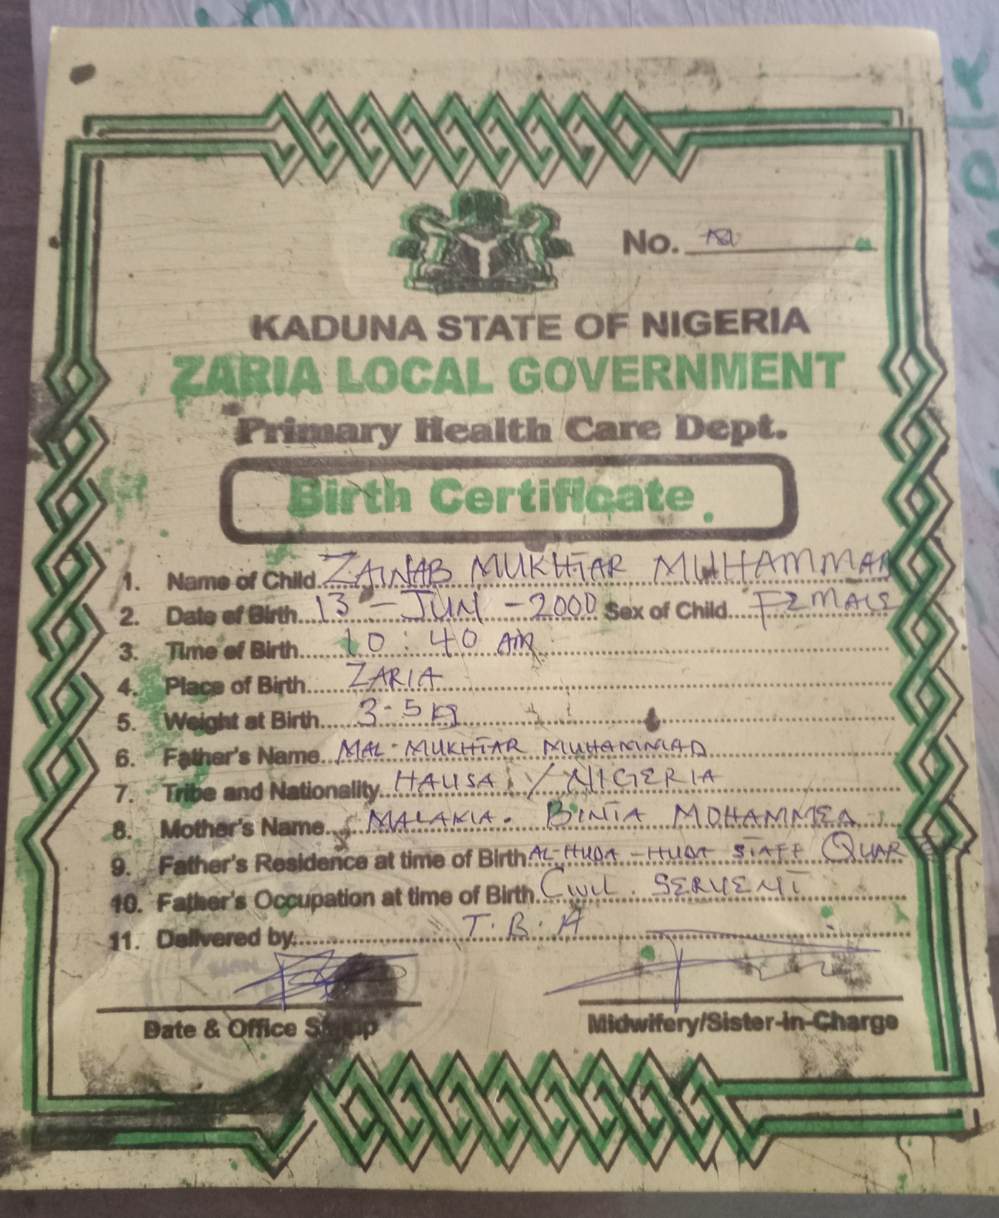 No.
KADUNA STATE OF NIGERIA
ZARIA LOCAL GOVERNMENT
Primary Health Care Dept.
Birth Certificate.
1. Name of Child ZAINAB MUKHTAR MUHAMMAD
2. Date of Birth 13 - JUN - 2000 Sex of Child FEMALE
3. Time of Birth 10:40 AM
4. Place of Birth ZARIA
5. Weight at Birth 3.5kg
6. Father's Name MAL. MUKHTAR MUHAMMAD
7. Tribe and Nationality HAUSA / NIGERIA
8. Mother's Name MALAMA. BINTA MOHAMMED
9. Father's Residence at time of Birth AL-HUDA-HUDA STAFF QUAR
10. Father's Occupation at time of Birth CIVIL. SERVENT
11. Delivered by T.B.A
Date & Office Stamp
Midwifery/Sister-in-Charge